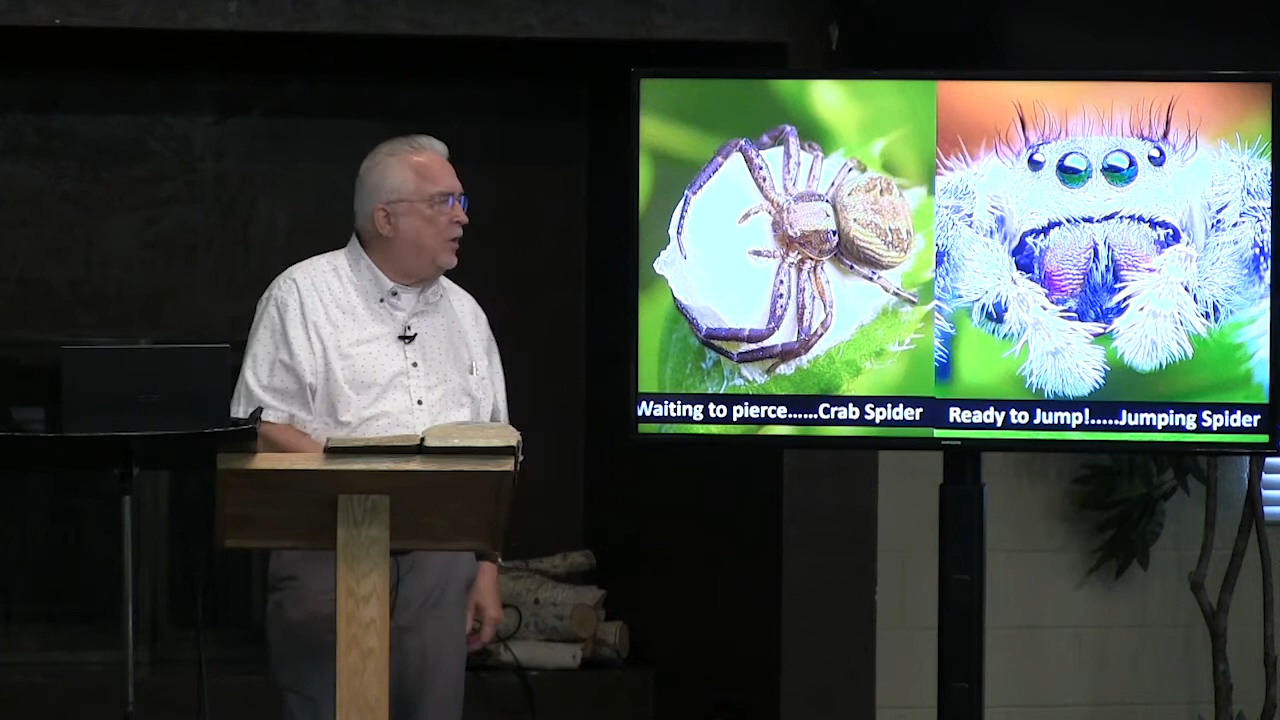 Waiting to pierce......Crab Spider
Ready to Jump!.....Jumping Spider